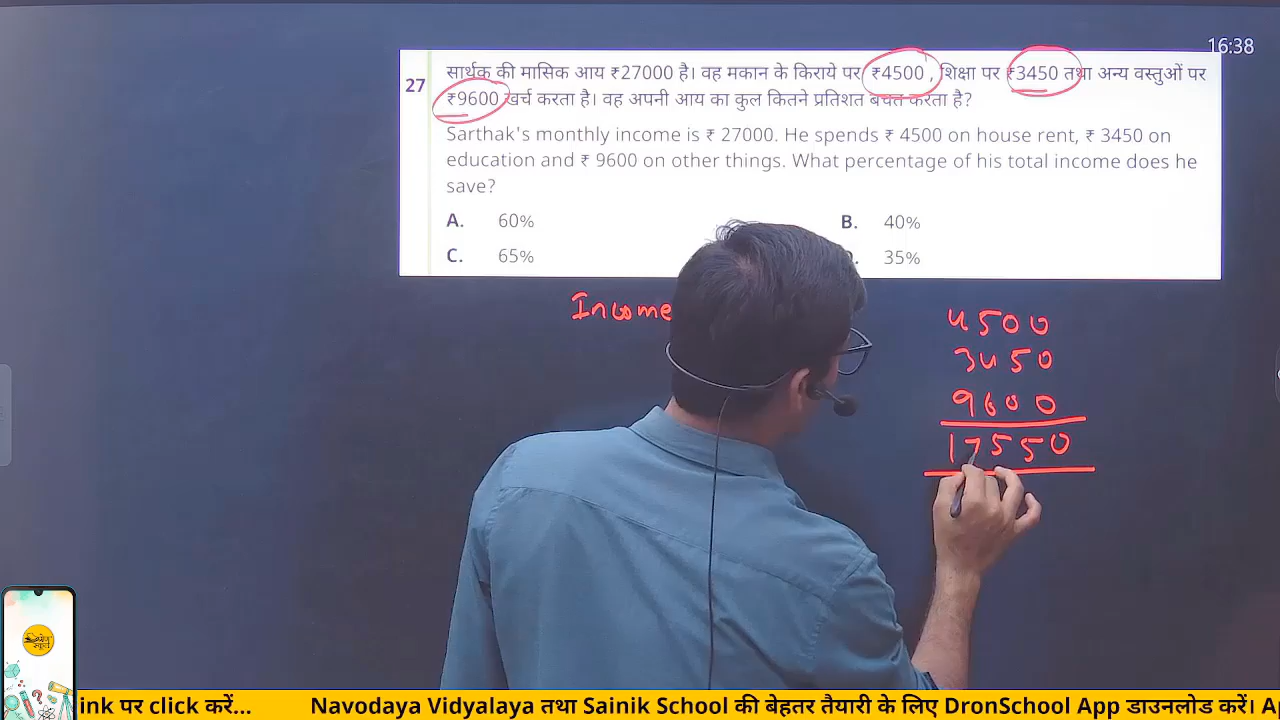 16:38
27
सार्थक की मासिक आय ₹27000 है। वह मकान के किराये पर ₹4500 , शिक्षा पर ₹3450 तथा अन्य वस्तुओं पर
₹9600 खर्च करता है। वह अपनी आय का कुल कितने प्रतिशत बचत करता है?
Sarthak's monthly income is ₹ 27000. He spends ₹ 4500 on house rent, ₹ 3450 on
education and ₹ 9600 on other things. What percentage of his total income does he
save?
A. 60% B. 40%
C. 65% 35%
Income
4500
3450
9600
17550
ink पर click करें... Navodaya Vidyalaya तथा Sainik School की बेहतर तैयारी के लिए DronSchool App डाउनलोड करें। A